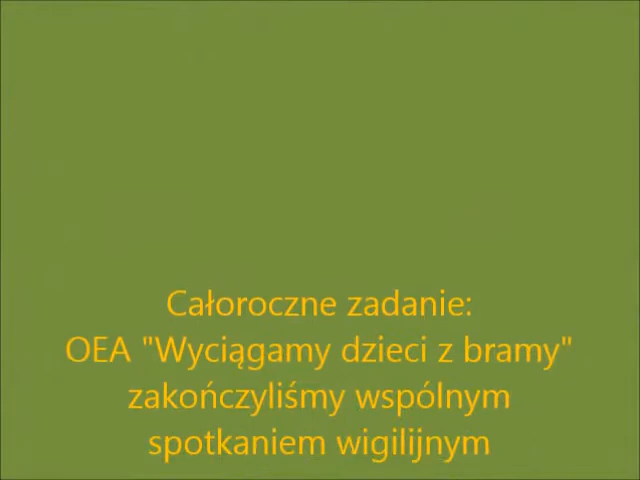 Całoroczne zadanie:
OEA "Wyciągamy dzieci z bramy"
zakończyliśmy wspólnym
spotkaniem wigilijnym